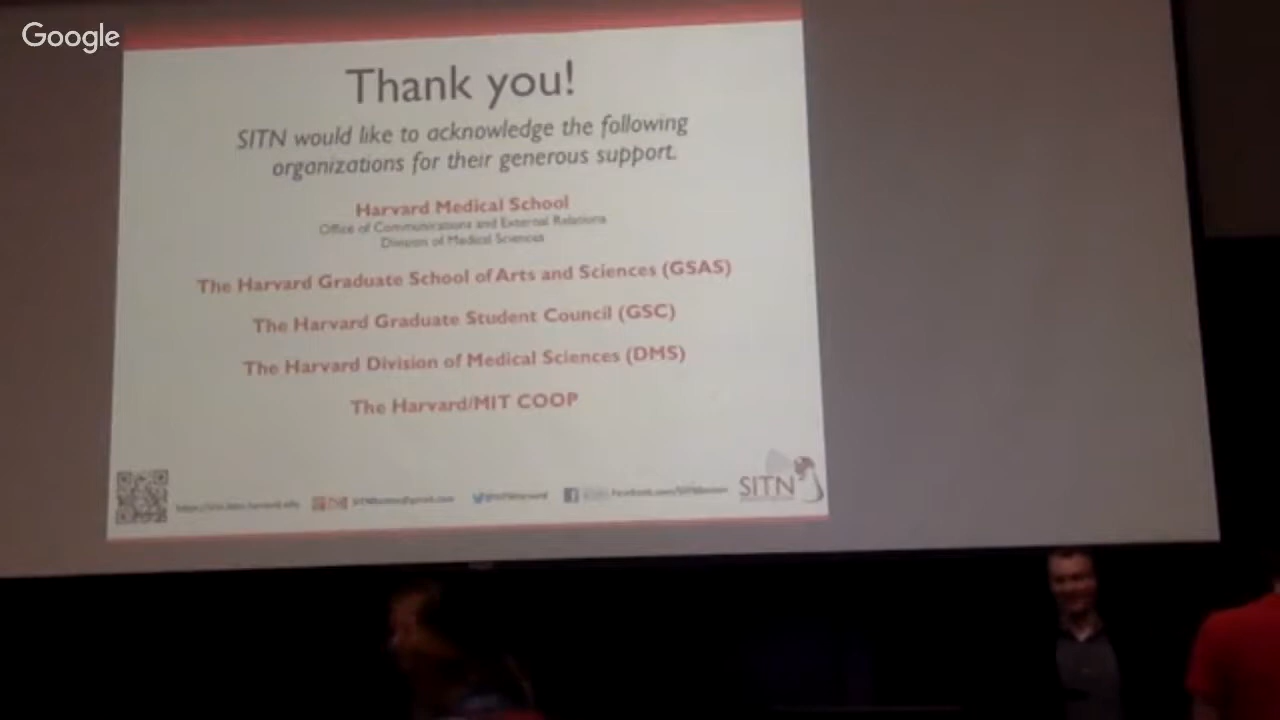 Google
Thank you!
SITN would like to acknowledge the following
organizations for their generous support.
Harvard Medical School
Office of Communications and External Relations
Division of Medical Sciences
The Harvard Graduate School of Arts and Sciences (GSAS)
The Harvard Graduate Student Council (GSC)
The Harvard Division of Medical Sciences (DMS)
The Harvard/MIT COOP
SITN